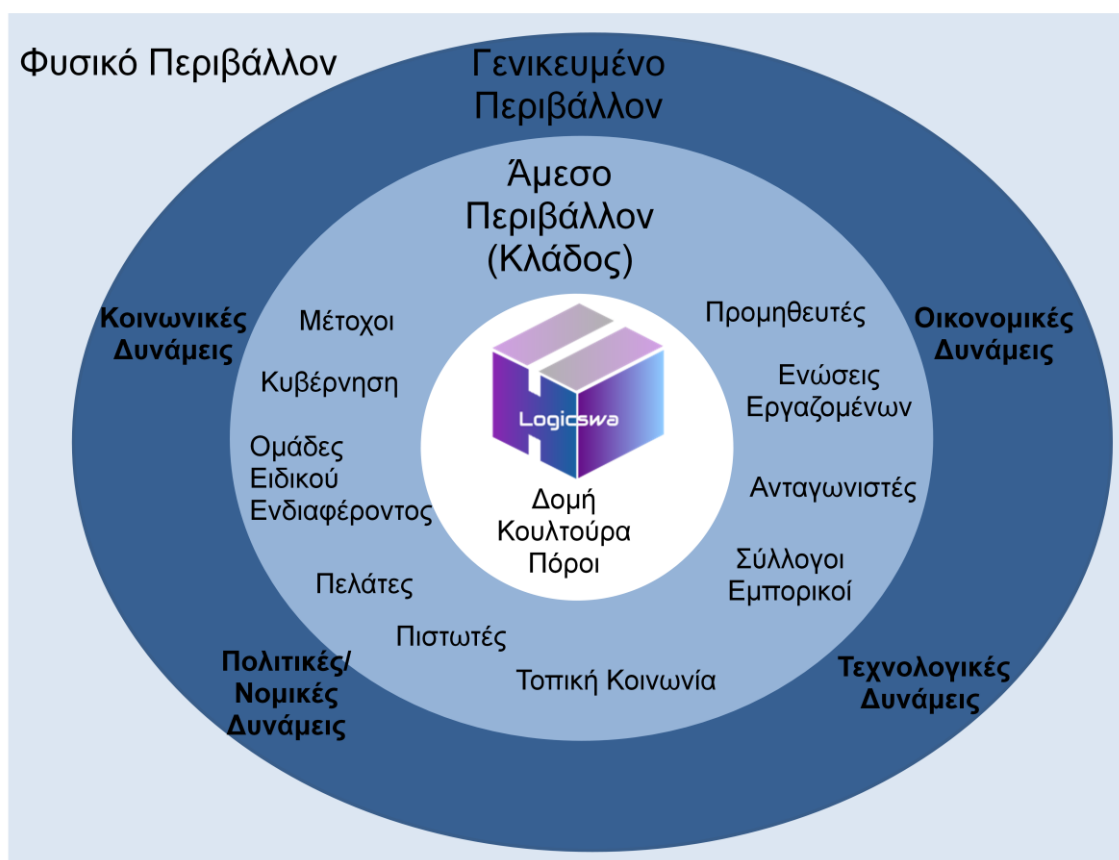 Φυσικό Περιβάλλον
Γενικευμένο
Περιβάλλον
Άμεσο
Περιβάλλον
(Κλάδος)
Κοινωνικές
Δυνάμεις
Μέτοχοι
Κυβέρνηση
Ομάδες
Ειδικού
Ενδιαφέροντος
Πελάτες
Πιστωτές
Τοπική Κοινωνία
Logicswa
Δομή
Κουλτούρα
Πόροι
Προμηθευτές
Ενώσεις
Εργαζομένων
Ανταγωνιστές
Σύλλογοι
Εμπορικοί
Οικονομικές
Δυνάμεις
Πολιτικές/
Νομικές
Δυνάμεις
Τεχνολογικές
Δυνάμεις